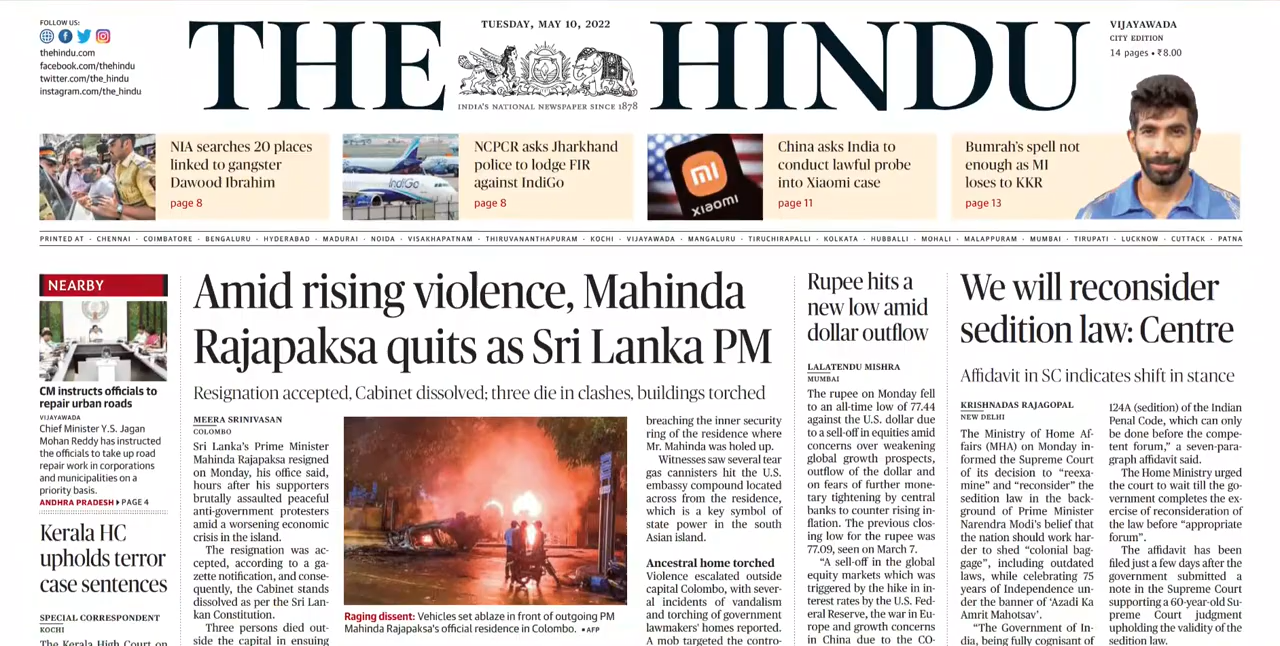 FOLLOW US:
thehindu.com
facebook.com/thehindu
twitter.com/the_hindu
instagram.com/the_hindu
THE HINDU
TUESDAY, MAY 10, 2022
INDIA'S NATIONAL NEWSPAPER SINCE 1878
VIJAYAWADA
CITY EDITION
14 pages • ₹8.00
NIA searches 20 places
linked to gangster
Dawood Ibrahim
page 8
IndiGo
NCPCR asks Jharkhand
police to lodge FIR
against IndiGo
page 8
mi
xiaomi
China asks India to
conduct lawful probe
into Xiaomi case
page 11
Bumrah's spell not
enough as MI
loses to KKR
page 13
PRINTED AT · CHENNAI · COIMBATORE · BENGALURU · HYDERABAD · MADURAI · NOIDA · VISAKHAPATNAM · THIRUVANANTHAPURAM · KOCHI · VIJAYAWADA · MANGALURU · TIRUCHIRAPALLI · KOLKATA · HUBBALLI · MOHALI · MALAPPURAM · MUMBAI · TIRUPATI · LUCKNOW · CUTTACK · PATNA
NEARBY
CM instructs officials to
repair urban roads
VIJAYAWADA
Chief Minister Y.S. Jagan
Mohan Reddy has instructed
the officials to take up road
repair work in corporations
and municipalities on a
priority basis.
ANDHRA PRADESH ▸ PAGE 4
Kerala HC
upholds terror
case sentences
SPECIAL CORRESPONDENT
KOCHI
The Kerala High Court on
Amid rising violence, Mahinda
Rajapaksa quits as Sri Lanka PM
Resignation accepted, Cabinet dissolved; three die in clashes, buildings torched
MEERA SRINIVASAN
COLOMBO
Sri Lanka's Prime Minister
Mahinda Rajapaksa resigned
on Monday, his office said,
hours after his supporters
brutally assaulted peaceful
anti-government protesters
amid a worsening economic
crisis in the island.
The resignation was ac-
cepted, according to a ga-
zette notification, and conse-
quently, the Cabinet stands
dissolved as per the Sri Lan-
kan Constitution.
Three persons died out-
side the capital in ensuing
Raging dissent: Vehicles set ablaze in front of outgoing PM
Mahinda Rajapaksa's official residence in Colombo. • AFP
breaching the inner security
ring of the residence where
Mr. Mahinda was holed up.
Witnesses saw several tear
gas cannisters hit the U.S.
embassy compound located
across from the residence,
which is a key symbol of
state power in the south
Asian island.
Ancestral home torched
Violence escalated outside
capital Colombo, with sever-
al incidents of vandalism
and torching of government
lawmakers' homes reported.
A mob targeted the contro-
Rupee hits a
new low amid
dollar outflow
LALATENDU MISHRA
MUMBAI
The rupee on Monday fell
to an all-time low of 77.44
against the U.S. dollar due
to a sell-off in equities amid
concerns over weakening
global growth prospects,
outflow of the dollar and
on fears of further mone-
tary tightening by central
banks to counter rising in-
flation. The previous clos-
ing low for the rupee was
77.09, seen on March 7.
"A sell-off in the global
equity markets which was
triggered by the hike in in-
terest rates by the U.S. Fed-
eral Reserve, the war in Eu-
rope and growth concerns
in China due to the CO-
We will reconsider
sedition law: Centre
Affidavit in SC indicates shift in stance
KRISHNADAS RAJAGOPAL
NEW DELHI
The Ministry of Home Af-
fairs (MHA) on Monday in-
formed the Supreme Court
of its decision to "reexa-
mine" and "reconsider" the
sedition law in the back-
ground of Prime Minister
Narendra Modi's belief that
the nation should work har-
der to shed "colonial bag-
gage", including outdated
laws, while celebrating 75
years of Independence un-
der the banner of 'Azadi Ka
Amrit Mahotsav'.
"The Government of In-
dia, being fully cognisant of
124A (sedition) of the Indian
Penal Code, which can only
be done before the compe-
tent forum," a seven-para-
graph affidavit said.
The Home Ministry urged
the court to wait till the go-
vernment completes the ex-
ercise of reconsideration of
the law before "appropriate
forum".
The affidavit has been
filed just a few days after the
government submitted a
note in the Supreme Court
supporting a 60-year-old Su-
preme Court judgment
upholding the validity of the
sedition law.